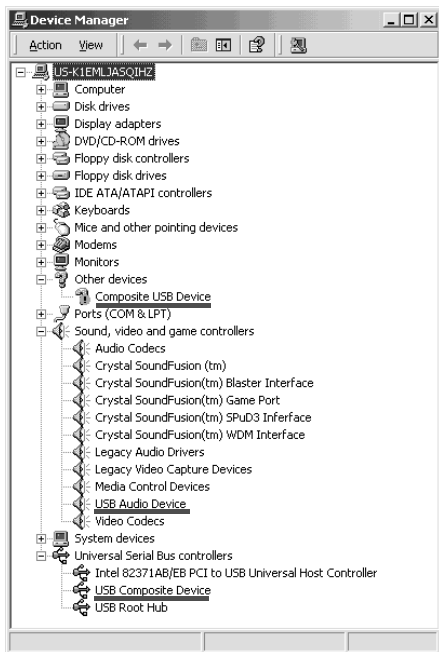 Device Manager
Action View
US-K1EMLJASQIHZ
Computer
Disk drives
Display adapters
DVD/CD-ROM drives
Floppy disk controllers
Floppy disk drives
IDE ATA/ATAPI controllers
Keyboards
Mice and other pointing devices
Modems
Monitors
Other devices
Composite USB Device
Ports (COM & LPT)
Sound, video and game controllers
Audio Codecs
Crystal SoundFusion (tm)
Crystal SoundFusion(tm) Blaster Interface
Crystal SoundFusion(tm) Game Port
Crystal SoundFusion(tm) SPuD3 Inferface
Crystal SoundFusion(tm) WDM Interface
Legacy Audio Drivers
Legacy Video Capture Devices
Media Control Devices
USB Audio Device
Video Codecs
System devices
Universal Serial Bus controllers
Intel 82371AB/EB PCI to USB Universal Host Controller
USB Composite Device
USB Root Hub